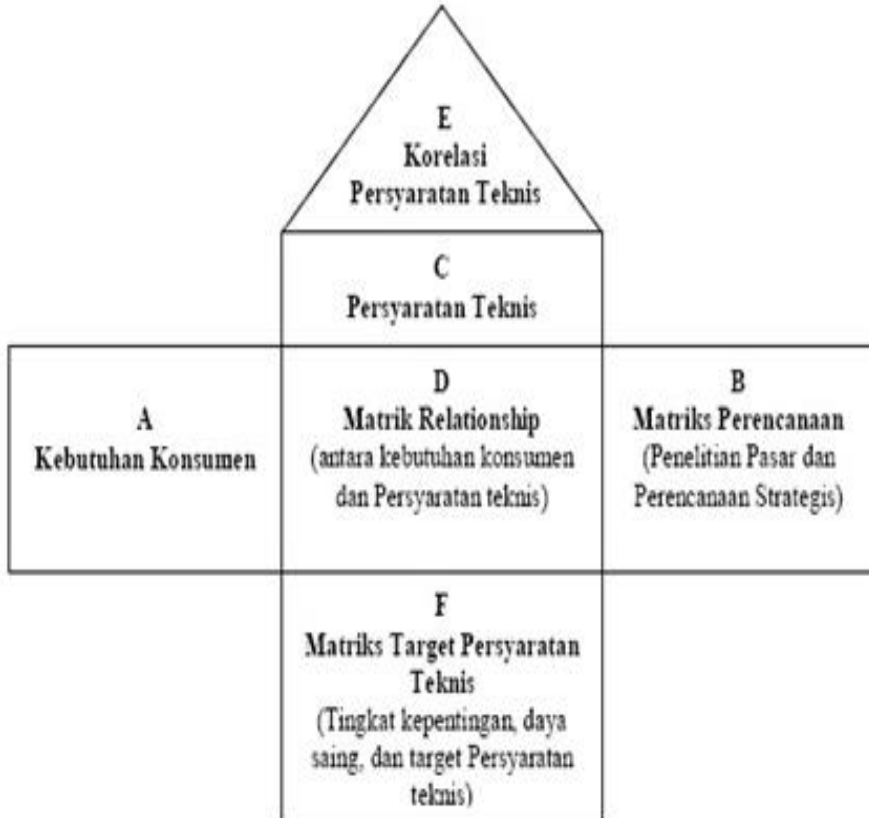 E
Korelasi
Persyaratan Teknis
C
Persyaratan Teknis
A
Kebutuhan Konsumen
D
Matrik Relationship
(antara kebutuhan konsumen
dan Persyaratan teknis)
B
Matriks Perencanaan
(Penelitian Pasar dan
Perencanaan Strategis)
F
Matriks Target Persyaratan
Teknis
(Tingkat kepentingan, daya
saing, dan target Persyaratan
teknis)